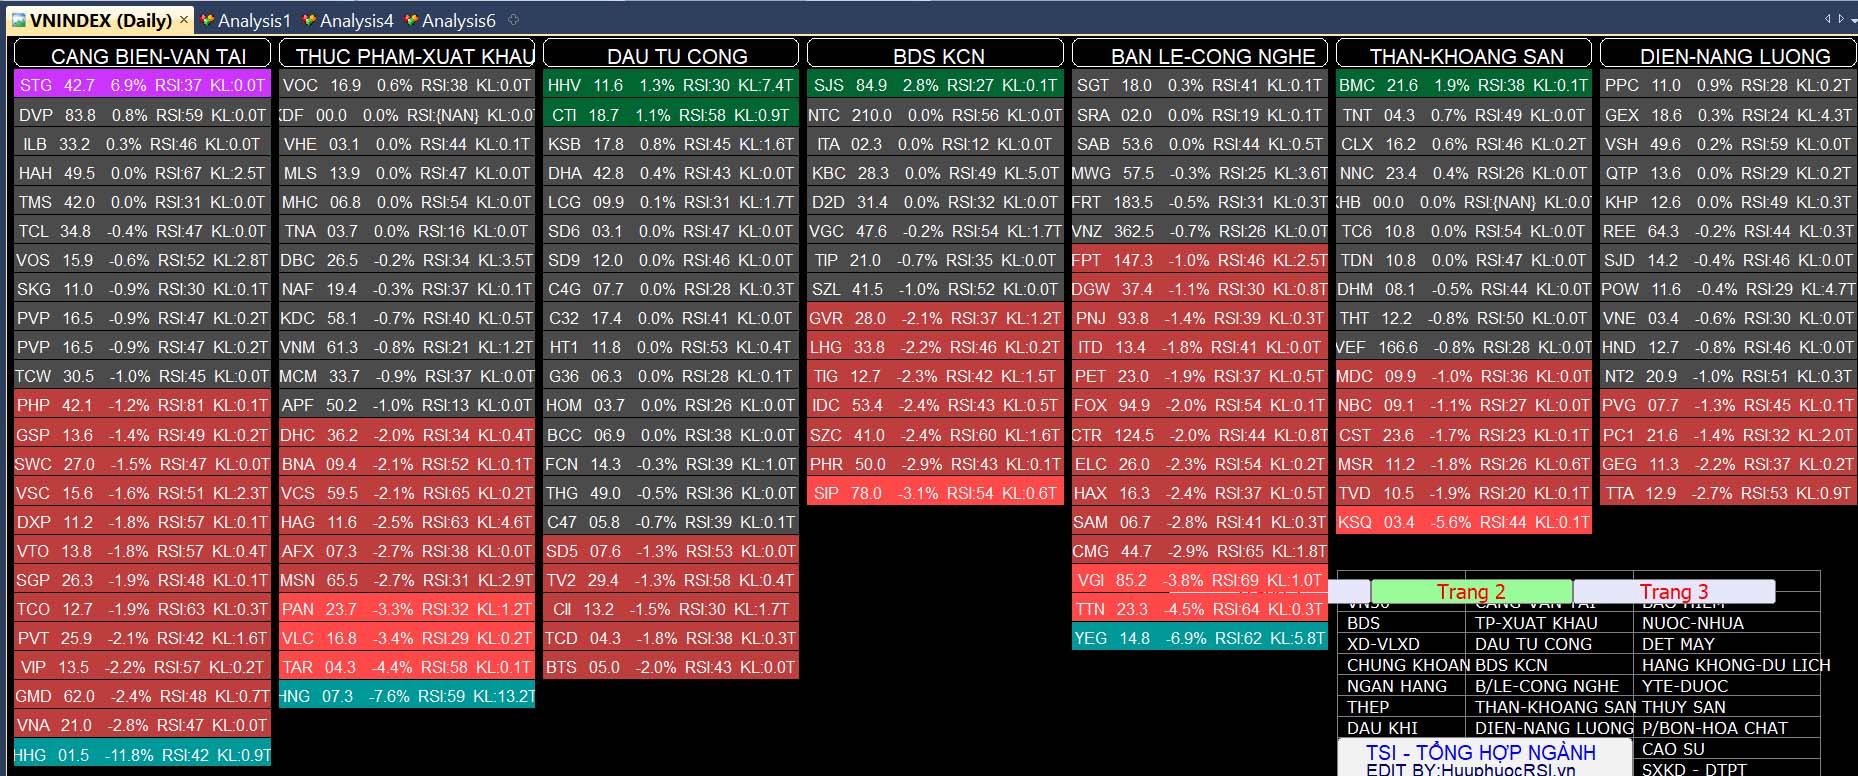 VNINDEX (Daily) × Analysis1 Analysis4 Analysis6
CANG BIEN-VAN TAI
STG 42.7 6.9% RSI:37 KL:0.0T
DVP 83.8 0.8% RSI:59 KL:0.0T
ILB 33.2 0.3% RSI:46 KL:0.0T
HAH 49.5 0.0% RSI:67 KL:2.5T
TMS 42.0 0.0% RSI:31 KL:0.0T
TCL 34.8 -0.4% RSI:47 KL:0.0T
VOS 15.9 -0.6% RSI:52 KL:2.8T
SKG 11.0 -0.9% RSI:30 KL:0.1T
PVP 16.5 -0.9% RSI:47 KL:0.2T
PVP 16.5 -0.9% RSI:47 KL:0.2T
TCW 30.5 -1.0% RSI:45 KL:0.0T
PHP 42.1 -1.2% RSI:81 KL:0.1T
GSP 13.6 -1.4% RSI:49 KL:0.2T
SWC 27.0 -1.5% RSI:47 KL:0.0T
VSC 15.6 -1.6% RSI:51 KL:2.3T
DXP 11.2 -1.8% RSI:57 KL:0.1T
VTO 13.8 -1.8% RSI:57 KL:0.4T
SGP 26.3 -1.9% RSI:48 KL:0.1T
TCO 12.7 -1.9% RSI:63 KL:0.3T
PVT 25.9 -2.1% RSI:42 KL:1.6T
VIP 13.5 -2.2% RSI:57 KL:0.2T
GMD 62.0 -2.4% RSI:48 KL:0.7T
VNA 21.0 -2.8% RSI:47 KL:0.0T
HHG 01.5 -11.8% RSI:42 KL:0.9T
THUC PHAM-XUAT KHAU
VOC 16.9 0.6% RSI:38 KL:0.0T
KDF 00.0 0.0% RSI:{NAN} KL:0.0
VHE 03.1 0.0% RSI:44 KL:0.1T
MLS 13.9 0.0% RSI:47 KL:0.0T
MHC 06.8 0.0% RSI:54 KL:0.0T
TNA 03.7 0.0% RSI:16 KL:0.0T
DBC 26.5 -0.2% RSI:34 KL:3.5T
NAF 19.4 -0.3% RSI:37 KL:0.1T
KDC 58.1 -0.7% RSI:40 KL:0.5T
VNM 61.3 -0.8% RSI:21 KL:1.2T
MCM 33.7 -0.9% RSI:37 KL:0.0T
APF 50.2 -1.0% RSI:13 KL:0.0T
DHC 36.2 -2.0% RSI:34 KL:0.4T
BNA 09.4 -2.1% RSI:52 KL:0.1T
VCS 59.5 -2.1% RSI:65 KL:0.2T
HAG 11.6 -2.5% RSI:63 KL:4.6T
AFX 07.3 -2.7% RSI:38 KL:0.0T
MSN 65.5 -2.7% RSI:31 KL:2.9T
PAN 23.7 -3.3% RSI:32 KL:1.2T
VLC 16.8 -3.4% RSI:29 KL:0.2T
TAR 04.3 -4.4% RSI:58 KL:0.1T
HNG 07.3 -7.6% RSI:59 KL:13.2T
DAU TU CONG
HHV 11.6 1.3% RSI:30 KL:7.4T
CTI 18.7 1.1% RSI:58 KL:0.9T
KSB 17.8 0.8% RSI:45 KL:1.6T
DHA 42.8 0.4% RSI:43 KL:0.0T
LCG 09.9 0.1% RSI:31 KL:1.7T
SD6 03.1 0.0% RSI:47 KL:0.0T
SD9 12.0 0.0% RSI:46 KL:0.0T
C4G 07.7 0.0% RSI:28 KL:0.3T
C32 17.4 0.0% RSI:41 KL:0.0T
HT1 11.8 0.0% RSI:53 KL:0.4T
G36 06.3 0.0% RSI:28 KL:0.1T
HOM 03.7 0.0% RSI:26 KL:0.0T
BCC 06.9 0.0% RSI:38 KL:0.0T
FCN 14.3 -0.3% RSI:39 KL:1.0T
THG 49.0 -0.5% RSI:36 KL:0.0T
C47 05.8 -0.7% RSI:39 KL:0.1T
SD5 07.6 -1.3% RSI:53 KL:0.0T
TV2 29.4 -1.3% RSI:58 KL:0.4T
CII 13.2 -1.5% RSI:30 KL:1.7T
TCD 04.3 -1.8% RSI:38 KL:0.3T
BTS 05.0 -2.0% RSI:43 KL:0.0T
BDS KCN
SJS 84.9 2.8% RSI:27 KL:0.1T
NTC 210.0 0.0% RSI:56 KL:0.0T
ITA 02.3 0.0% RSI:12 KL:0.0T
KBC 28.3 0.0% RSI:49 KL:5.0T
D2D 31.4 0.0% RSI:32 KL:0.0T
VGC 47.6 -0.2% RSI:54 KL:1.7T
TIP 21.0 -0.7% RSI:35 KL:0.0T
SZL 41.5 -1.0% RSI:52 KL:0.0T
GVR 28.0 -2.1% RSI:37 KL:1.2T
LHG 33.8 -2.2% RSI:46 KL:0.2T
TIG 12.7 -2.3% RSI:42 KL:1.5T
IDC 53.4 -2.4% RSI:43 KL:0.5T
SZC 41.0 -2.4% RSI:60 KL:1.6T
PHR 50.0 -2.9% RSI:43 KL:0.1T
SIP 78.0 -3.1% RSI:54 KL:0.6T
BAN LE-CONG NGHE
SGT 18.0 0.3% RSI:41 KL:0.1T
SRA 02.0 0.0% RSI:19 KL:0.1T
SAB 53.6 0.0% RSI:44 KL:0.5T
MWG 57.5 -0.3% RSI:25 KL:3.6T
FRT 183.5 -0.5% RSI:31 KL:0.3T
VNZ 362.5 -0.7% RSI:26 KL:0.0T
FPT 147.3 -1.0% RSI:46 KL:2.5T
DGW 37.4 -1.1% RSI:30 KL:0.8T
PNJ 93.8 -1.4% RSI:39 KL:0.3T
ITD 13.4 -1.8% RSI:41 KL:0.0T
PET 23.0 -1.9% RSI:37 KL:0.5T
FOX 94.9 -2.0% RSI:54 KL:0.1T
CTR 124.5 -2.0% RSI:44 KL:0.8T
ELC 26.0 -2.3% RSI:54 KL:0.2T
HAX 16.3 -2.4% RSI:37 KL:0.5T
SAM 06.7 -2.8% RSI:41 KL:0.3T
CMG 44.7 -2.9% RSI:65 KL:1.8T
VGI 85.2 -3.8% RSI:69 KL:1.0T
TTN 23.3 -4.5% RSI:64 KL:0.3T
YEG 14.8 -6.9% RSI:62 KL:5.8T
THAN-KHOANG SAN
BMC 21.6 1.9% RSI:38 KL:0.1T
TNT 04.3 0.7% RSI:49 KL:0.0T
CLX 16.2 0.6% RSI:46 KL:0.2T
NNC 23.4 0.4% RSI:26 KL:0.0T
KHB 00.0 0.0% RSI:{NAN} KL:0.0
TC6 10.8 0.0% RSI:54 KL:0.0T
TDN 10.8 0.0% RSI:47 KL:0.0T
DHM 08.1 -0.5% RSI:44 KL:0.0T
THT 12.2 -0.8% RSI:50 KL:0.0T
VEF 166.6 -0.8% RSI:28 KL:0.0T
MDC 09.9 -1.0% RSI:36 KL:0.0T
NBC 09.1 -1.1% RSI:27 KL:0.0T
CST 23.6 -1.7% RSI:23 KL:0.1T
MSR 11.2 -1.8% RSI:26 KL:0.6T
TVD 10.5 -1.9% RSI:20 KL:0.1T
KSQ 03.4 -5.6% RSI:44 KL:0.1T
DIEN-NANG LUONG
PPC 11.0 0.9% RSI:28 KL:0.2T
GEX 18.6 0.3% RSI:24 KL:4.3T
VSH 49.6 0.2% RSI:59 KL:0.0T
QTP 13.6 0.0% RSI:29 KL:0.2T
KHP 12.6 0.0% RSI:49 KL:0.3T
REE 64.3 -0.2% RSI:44 KL:0.3T
SJD 14.2 -0.4% RSI:46 KL:0.0T
POW 11.6 -0.4% RSI:29 KL:4.7T
VNE 03.4 -0.6% RSI:30 KL:0.0T
HND 12.7 -0.8% RSI:46 KL:0.0T
NT2 20.9 -1.0% RSI:51 KL:0.3T
PVG 07.7 -1.3% RSI:45 KL:0.1T
PC1 21.6 -1.4% RSI:32 KL:2.0T
GEG 11.3 -2.2% RSI:37 KL:0.2T
TTA 12.9 -2.7% RSI:53 KL:0.9T
Trang 2 Trang 3
VN30 CANG VAN TAI BAO HIEM
BDS TP-XUAT KHAU NUOC-NHUA
XD-VLXD DAU TU CONG DET MAY
CHUNG KHOAN BDS KCN HANG KHONG-DU LICH
NGAN HANG B/LE-CONG NGHE YTE-DUOC
THEP THAN-KHOANG SAN THUY SAN
DAU KHI DIEN-NANG LUONG P/BON-HOA CHAT
CAO SU
SXKD - DTPT
TSI - TỔNG HỢP NGÀNH
EDIT BY:HuuphuocRSI.vn